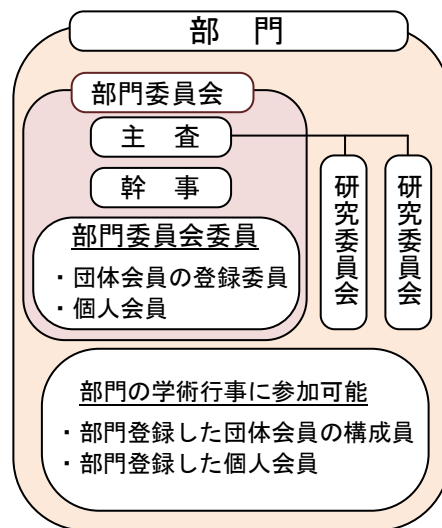 部　門
部門委員会
主　査
幹　事
部門委員会委員
・団体会員の登録委員
・個人会員
研究委員会
研究委員会
部門の学術行事に参加可能
・部門登録した団体会員の構成員
・部門登録した個人会員